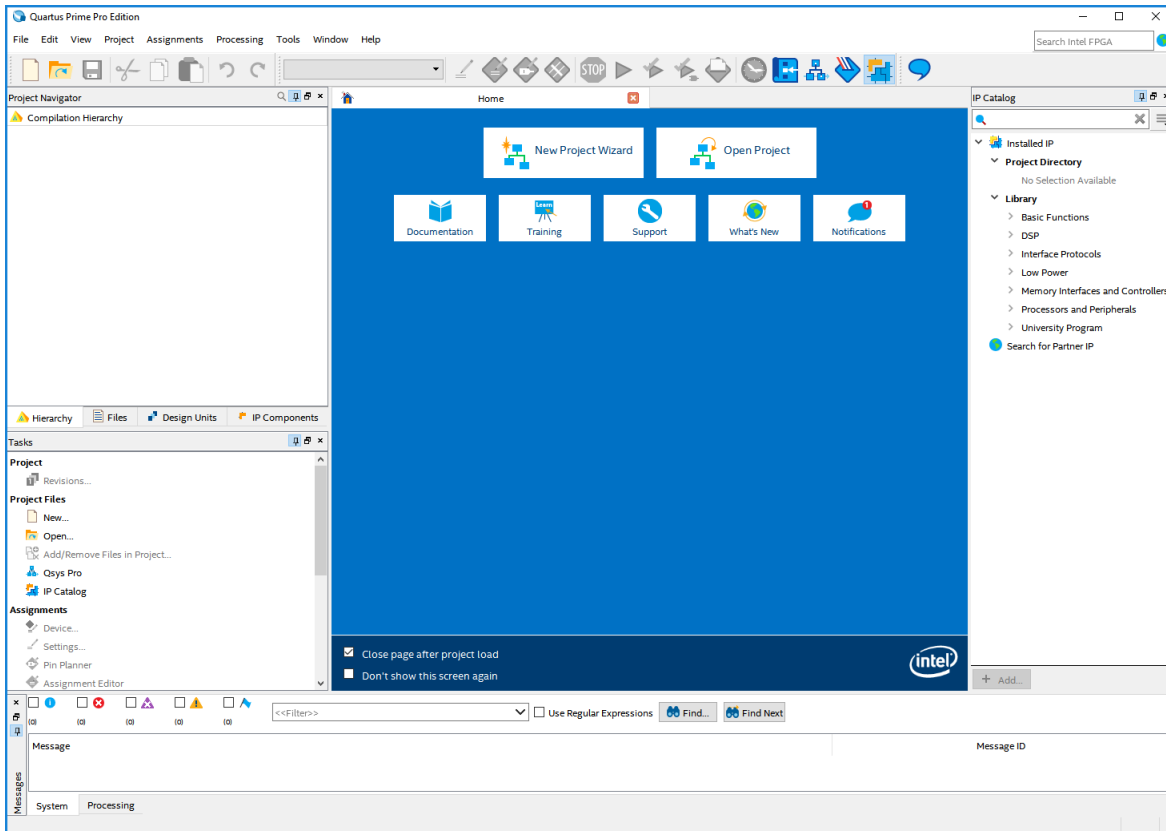 Quartus Prime Pro Edition
File Edit View Project Assignments Processing Tools Window Help
Search Intel FPGA
STOP
Project Navigator
Compilation Hierarchy
Hierarchy Files Design Units IP Components
Tasks
Project
Revisions...
Project Files
New...
Open...
Add/Remove Files in Project...
Qsys Pro
IP Catalog
Assignments
Device...
Settings...
Pin Planner
Assignment Editor
Home
New Project Wizard Open Project
Learn
1
Documentation Training Support What's New Notifications
Close page after project load
Don't show this screen again
intel
IP Catalog
Installed IP
Project Directory
No Selection Available
Library
Basic Functions
DSP
Interface Protocols
Low Power
Memory Interfaces and Controllers
Processors and Peripherals
University Program
Search for Partner IP
+ Add...
(0) (0) (0) (0) (0)
<<Filter>> Use Regular Expressions Find... Find Next
Message Message ID
Messages
System Processing